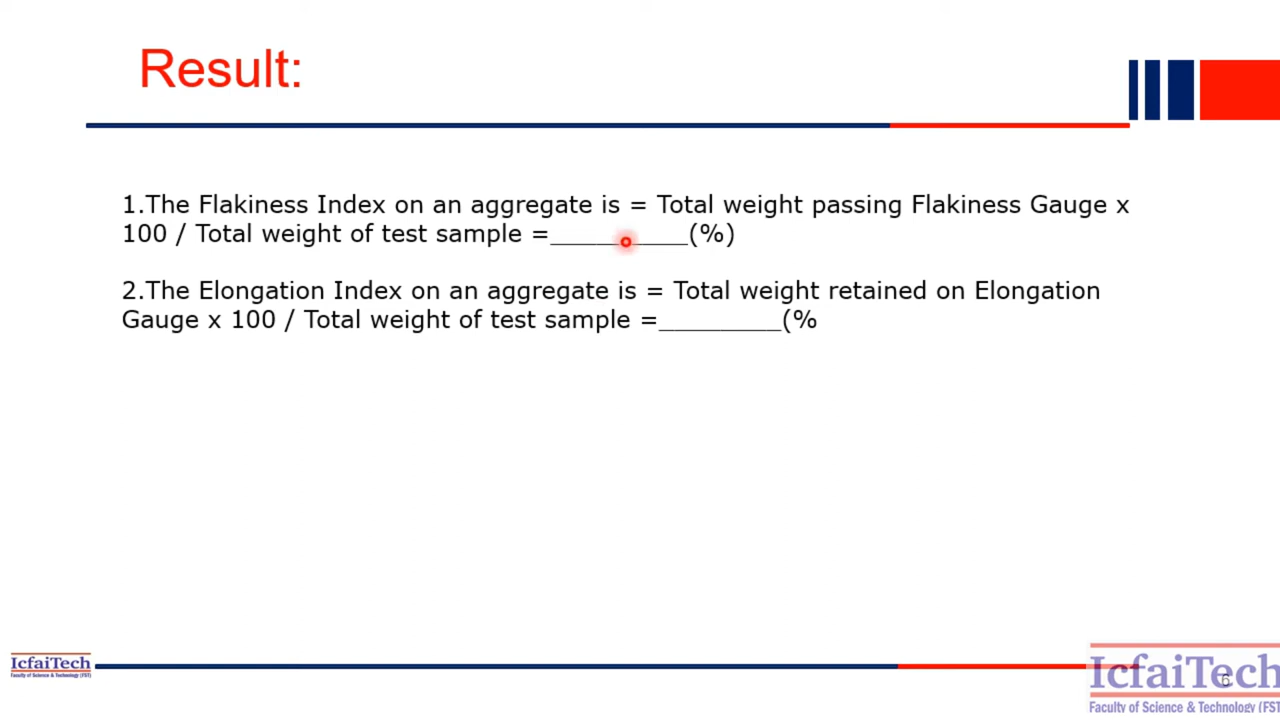 Result:
1.The Flakiness Index on an aggregate is = Total weight passing Flakiness Gauge x
100 / Total weight of test sample =_________(%)
2.The Elongation Index on an aggregate is = Total weight retained on Elongation
Gauge x 100 / Total weight of test sample =________(%
IcfaiTech
Faculty of Science & Technology (FST)
6
IcfaiTech
Faculty of Science & Technology (FST